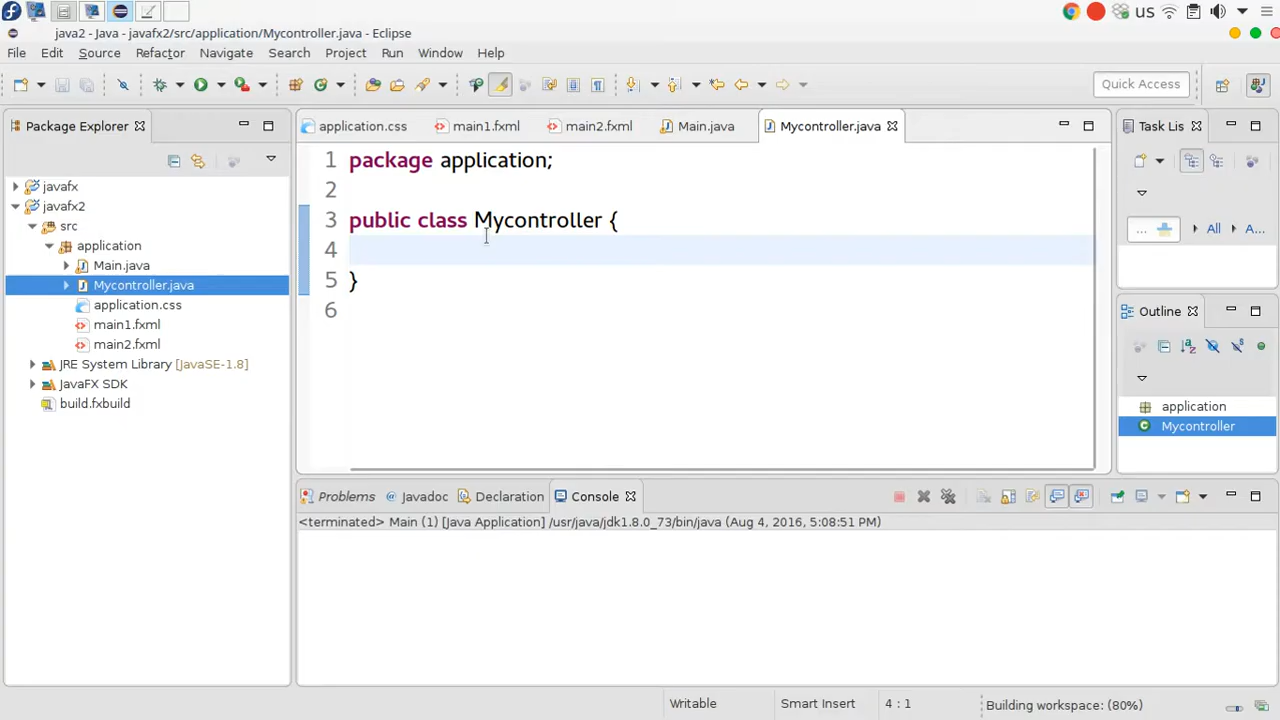 us
java2 - Java - javafx2/src/application/Mycontroller.java - Eclipse
File Edit Source Refactor Navigate Search Project Run Window Help
Quick Access
Package Explorer
application.css main1.fxml main2.fxml Main.java Mycontroller.java
Task Lis
javafx
javafx2
src
application
Main.java
Mycontroller.java
application.css
main1.fxml
main2.fxml
JRE System Library [JavaSE-1.8]
JavaFX SDK
build.fxbuild
1 package application;
2
3 public class Mycontroller {
4
5 }
6
... All A...
Outline
application
Mycontroller
Problems Javadoc Declaration Console
<terminated> Main (1) [Java Application] /usr/java/jdk1.8.0_73/bin/java (Aug 4, 2016, 5:08:51 PM)
Writable Smart Insert 4 : 1 Building workspace: (80%)